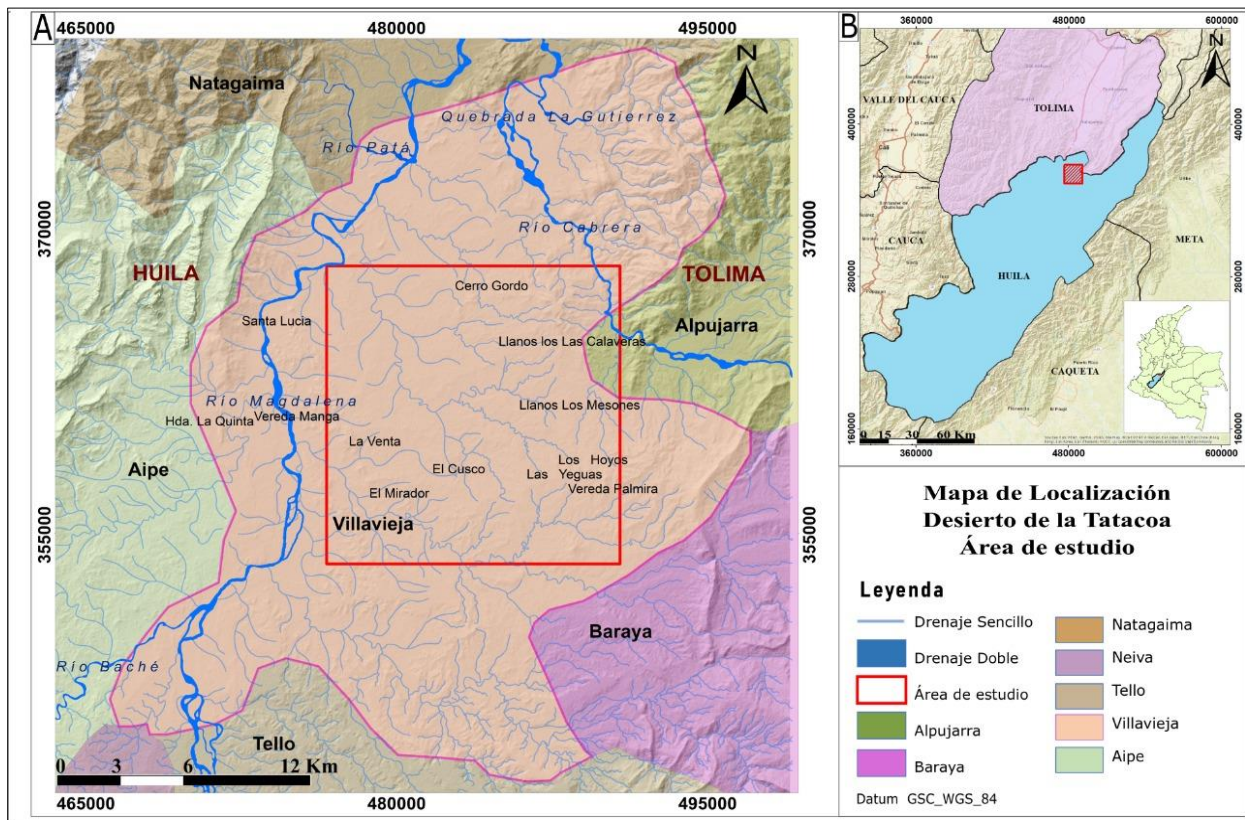 A
465000
480000
495000
N
Natagaima
Quebrada La Gutierrez
Río Patá
370000
370000
Río Cabrera
HUILA
TOLIMA
Cerro Gordo
Santa Lucia
Alpujarra
Llanos los Las Calaveras
Río Magdalena
Llanos Los Mesones
Hda. La Quinta
Vereda Manga
La Venta
Aipe
El Cusco
Los Hoyos
Las Yeguas
El Mirador
Vereda Palmira
Villavieja
355000
355000
Baraya
Río Baché
Tello
0 3 6 12 Km
465000
480000
495000
B
360000
480000
600000
N
VALLE DEL CAUCA
TOLIMA
400000
400000
Cali
CAUCA
META
HUILA
280000
280000
CAQUETA
160000
160000
0 15 30 60 Km
360000
480000
600000
Mapa de Localización
Desierto de la Tatacoa
Área de estudio
Leyenda
Drenaje Sencillo
Drenaje Doble
Área de estudio
Alpujarra
Baraya
Natagaima
Neiva
Tello
Villavieja
Aipe
Datum GSC_WGS_84